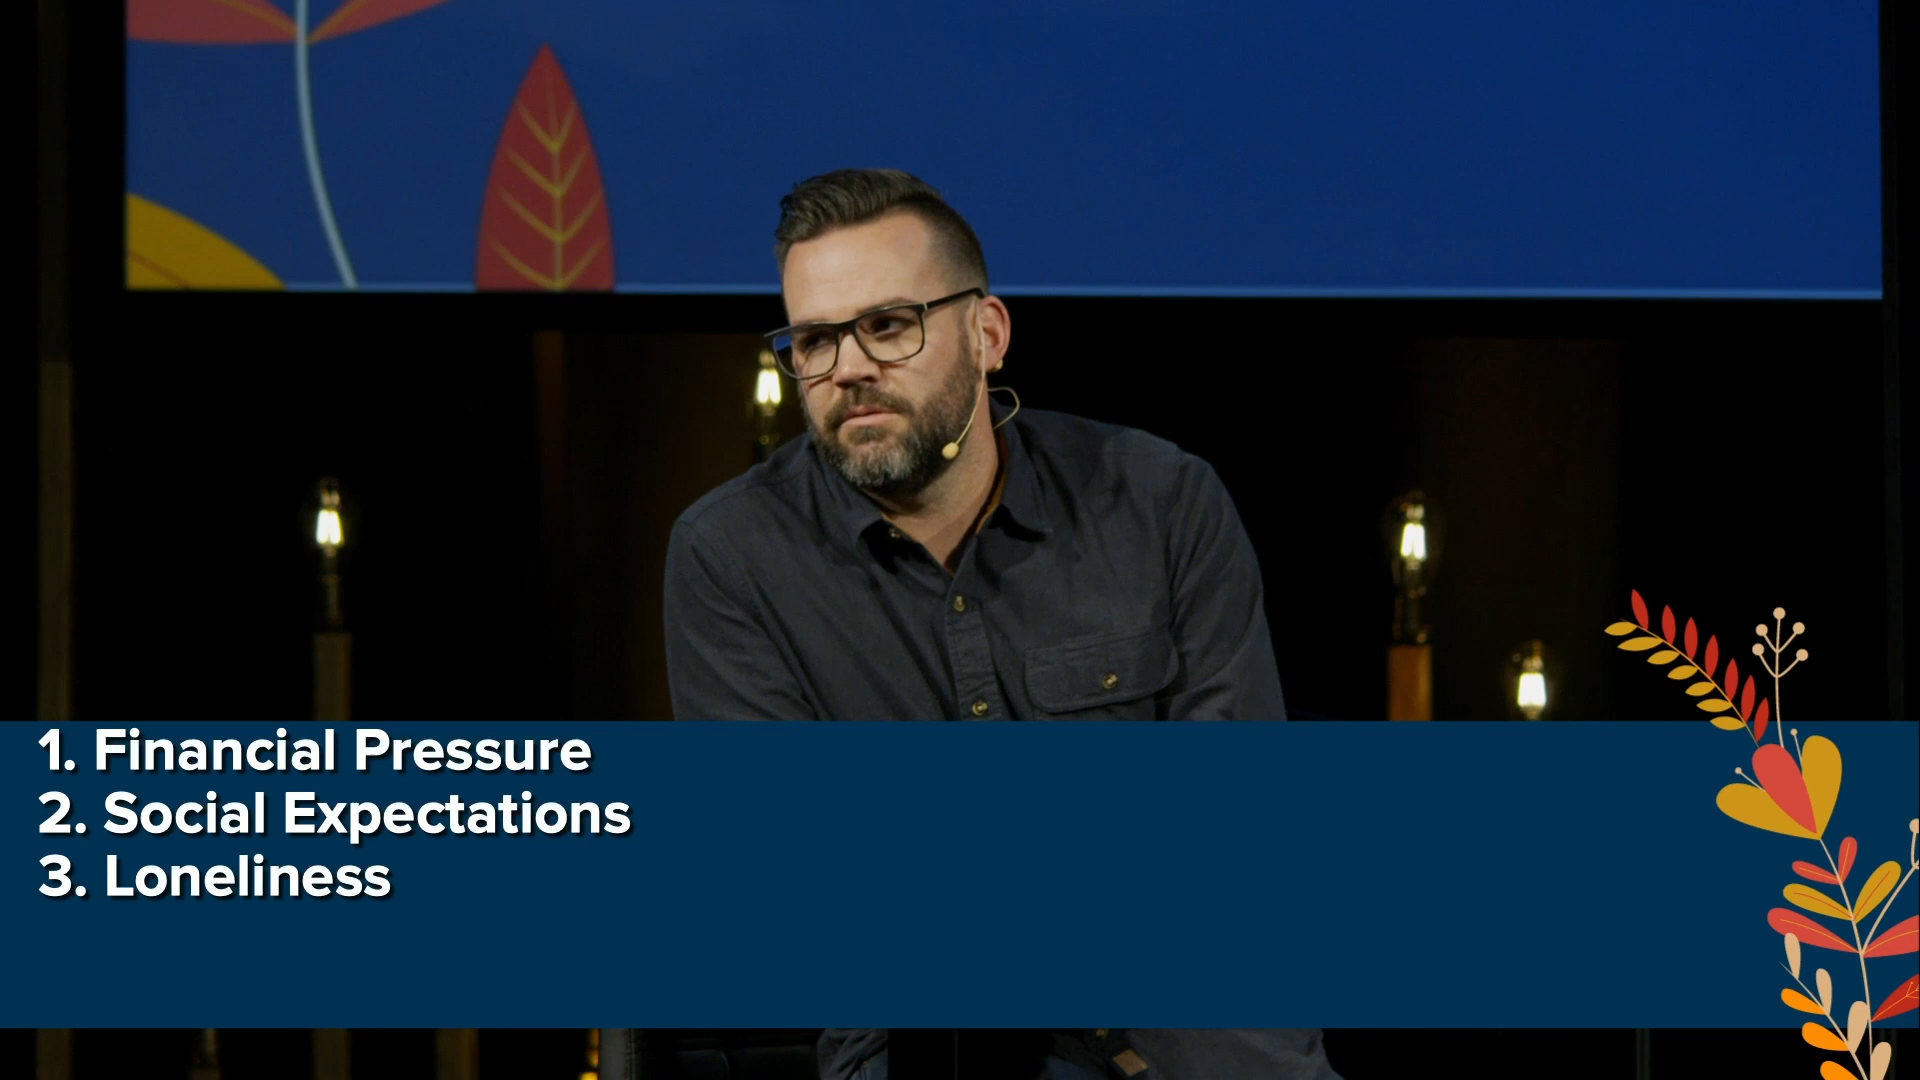 1. Financial Pressure
2. Social Expectations
3. Loneliness